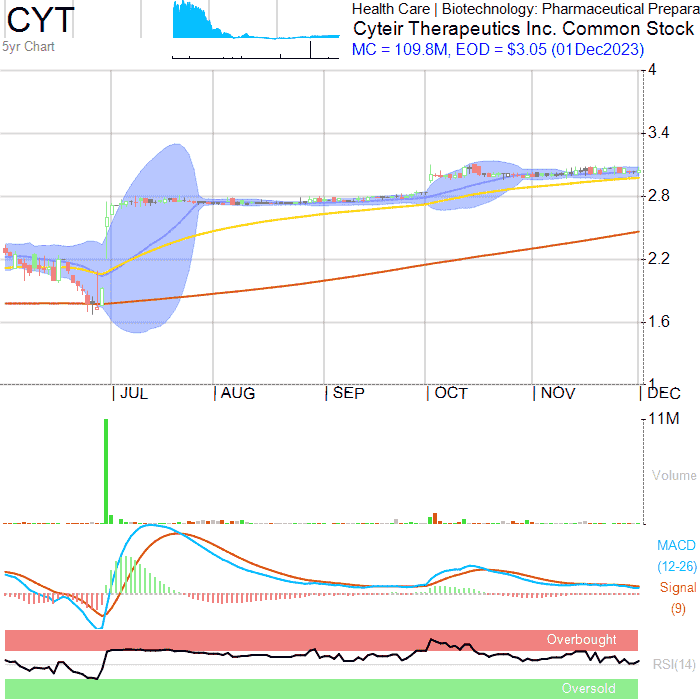 CYT
5yr Chart
Health Care | Biotechnology: Pharmaceutical Prepara
Cyteir Therapeutics Inc. Common Stock
MC = 109.8M, EOD = $3.05 (01Dec2023)
4
3.4
2.8
2.2
1.6
1
JUL
AUG
SEP
OCT
NOV
DEC
11M
Volume
MACD
(12-26)
Signal
(9)
Overbought
RSI(14)
Oversold